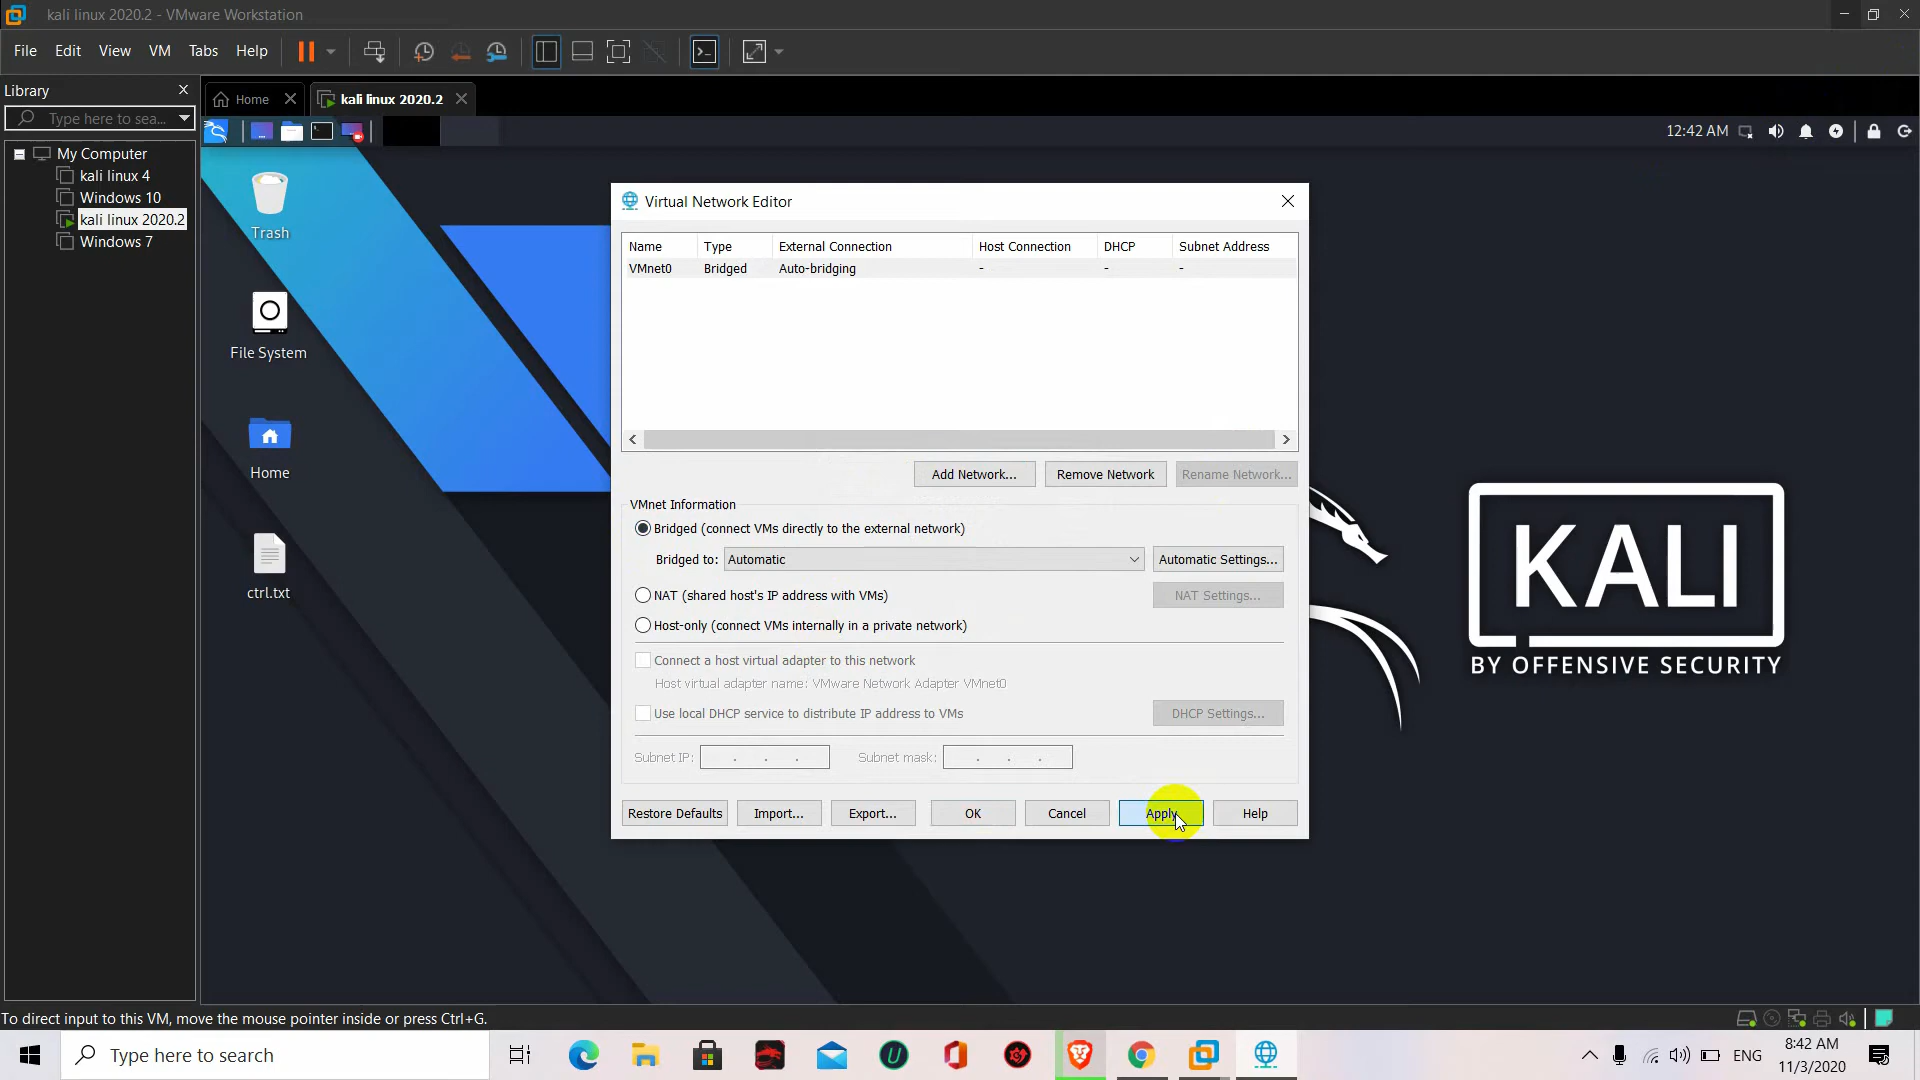 kali linux 2020.2 - VMware Workstation
File Edit View VM Tabs Help
Library
Home
kali linux 2020.2
Type here to sea...
12:42 AM
My Computer
kali linux 4
Windows 10
kali linux 2020.2
Windows 7
Trash
File System
Home
ctrl.txt
Virtual Network Editor
Name Type External Connection Host Connection DHCP Subnet Address
VMnet0 Bridged Auto-bridging - - -
Add Network... Remove Network Rename Network...
VMnet Information
Bridged (connect VMs directly to the external network)
Bridged to: Automatic Automatic Settings...
NAT (shared host's IP address with VMs) NAT Settings...
Host-only (connect VMs internally in a private network)
Connect a host virtual adapter to this network
Host virtual adapter name: VMware Network Adapter VMnet0
Use local DHCP service to distribute IP address to VMs DHCP Settings...
Subnet IP: . . . Subnet mask: . . .
Restore Defaults Import... Export... OK Cancel Apply Help
KALI
BY OFFENSIVE SECURITY
To direct input to this VM, move the mouse pointer inside or press Ctrl+G.
Type here to search
ENG
8:42 AM
11/3/2020